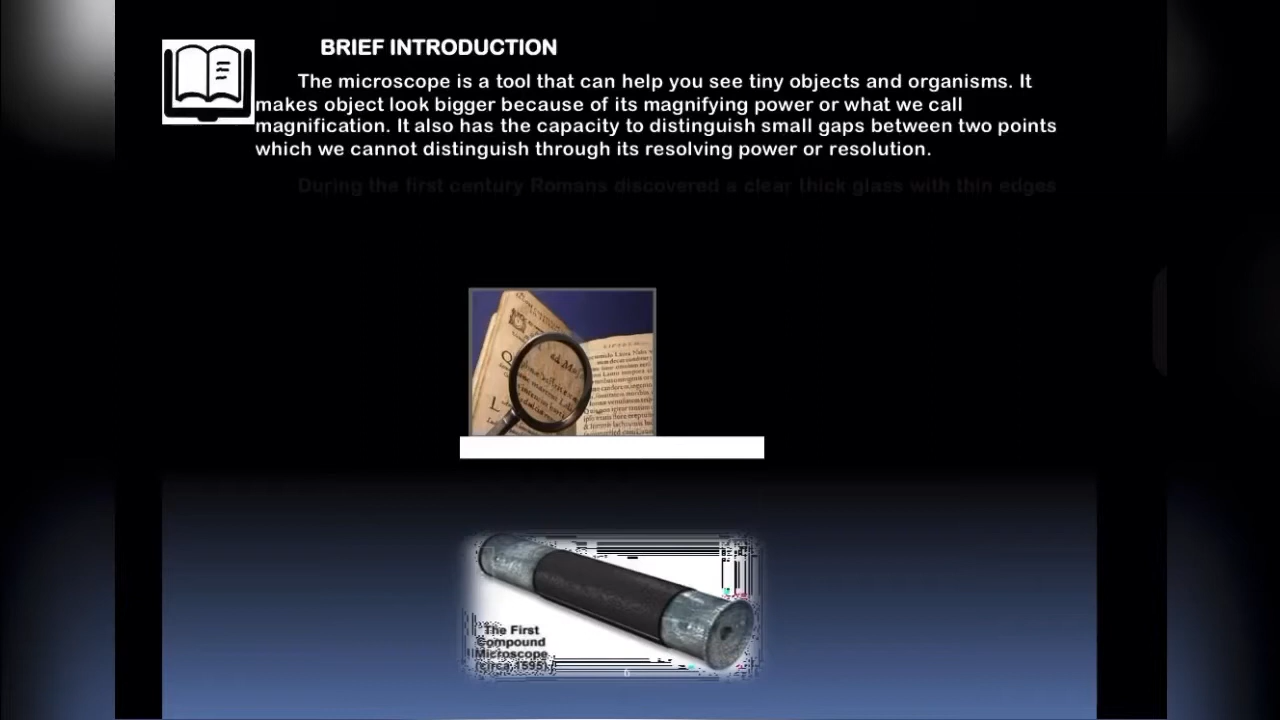 BRIEF INTRODUCTION
The microscope is a tool that can help you see tiny objects and organisms. It
makes object look bigger because of its magnifying power or what we call
magnification. It also has the capacity to distinguish small gaps between two points
which we cannot distinguish through its resolving power or resolution.
During the first century Romans discovered a clear thick glass with thin edges
The First
Compound
Microscope
(circa 1595)
6